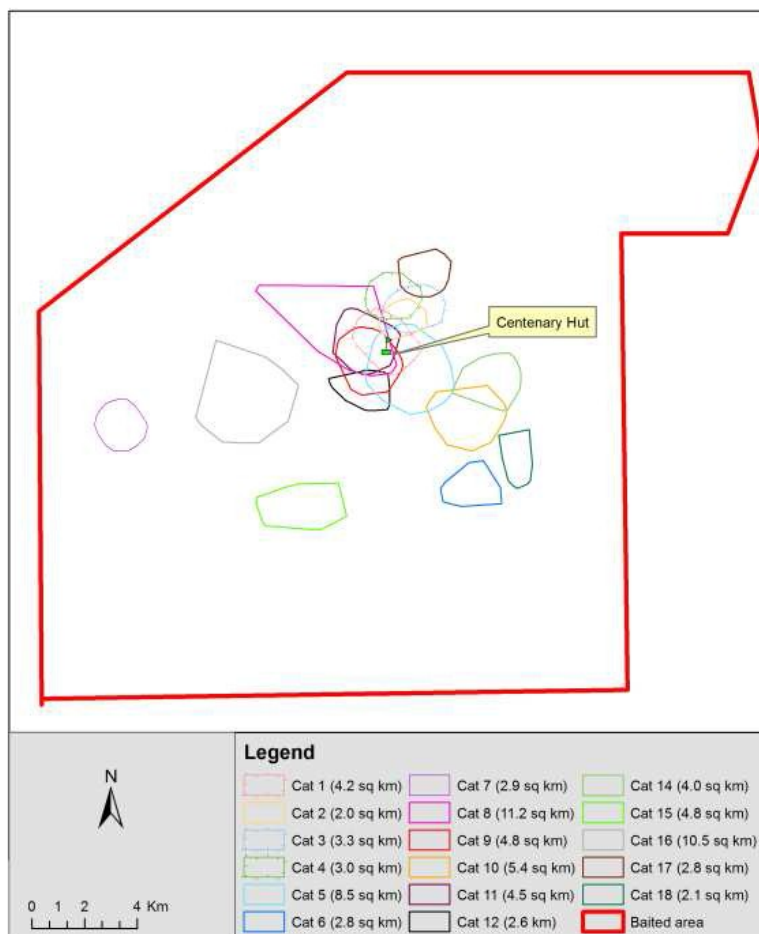 Centenary Hut
N
0 1 2 4 Km
Legend
Cat 1 (4.2 sq km)
Cat 2 (2.0 sq km)
Cat 3 (3.3 sq km)
Cat 4 (3.0 sq km)
Cat 5 (8.5 sq km)
Cat 6 (2.8 sq km)
Cat 7 (2.9 sq km)
Cat 8 (11.2 sq km)
Cat 9 (4.8 sq km)
Cat 10 (5.4 sq km)
Cat 11 (4.5 sq km)
Cat 12 (2.6 km)
Cat 14 (4.0 sq km)
Cat 15 (4.8 sq km)
Cat 16 (10.5 sq km)
Cat 17 (2.8 sq km)
Cat 18 (2.1 sq km)
Baited area